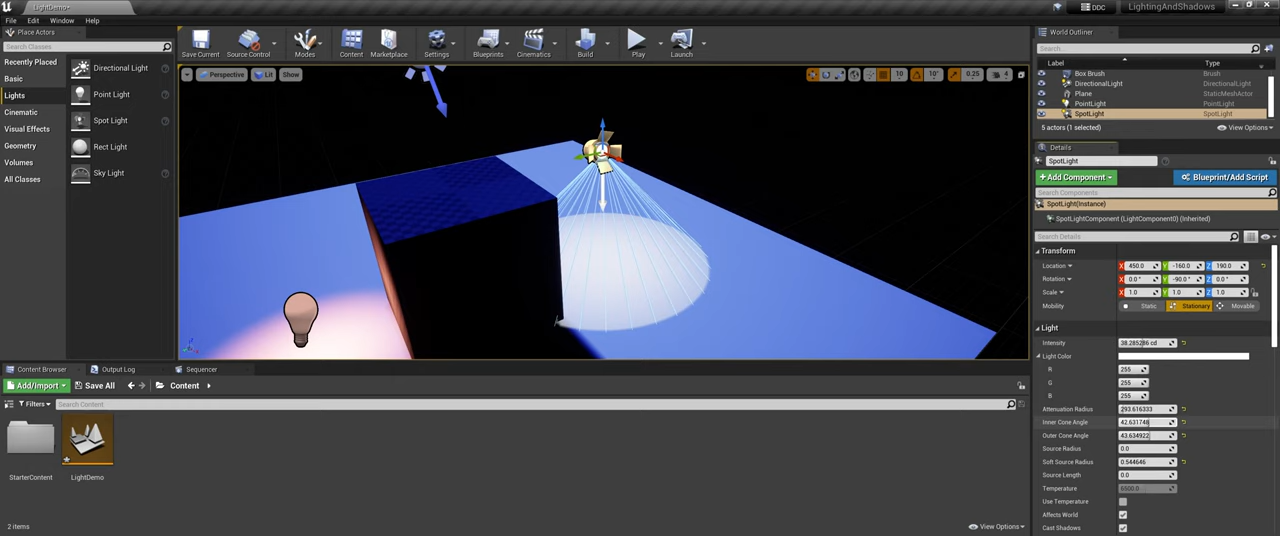 LightDemo*
DDC
LightingAndShadows
File Edit Window Help
Place Actors
Search Classes
Recently Placed
Basic
Lights
Cinematic
Visual Effects
Geometry
Volumes
All Classes
Directional Light
Point Light
Spot Light
Rect Light
Sky Light
Save Current
Source Control
Modes
Content
Marketplace
Settings
Blueprints
Cinematics
Build
Play
Launch
Perspective
Lit
Show
10
10°
0.25
4
World Outliner
Search...
Label Type
Box Brush Brush
DirectionalLight DirectionalLight
Plane StaticMeshActor
PointLight PointLight
SpotLight SpotLight
5 actors (1 selected)
View Options
Details
SpotLight
+Add Component
Blueprint/Add Script
Search Components
SpotLight(Instance)
SpotLightComponent (LightComponent0) (Inherited)
Search Details
Transform
Location X 450.0 Y -160.0 Z 190.0
Rotation X 0.0 ° Y -90.0 ° Z 0.0 °
Scale X 1.0 Y 1.0 Z 1.0
Mobility Static Stationary Movable
Light
Intensity 38.285286 cd
Light Color
R 255
G 255
B 255
Attenuation Radius 293.616333
Inner Cone Angle 42.631748
Outer Cone Angle 43.634922
Source Radius 0.0
Soft Source Radius 0.544646
Source Length 0.0
Temperature 6500.0
Use Temperature
Affects World
Cast Shadows
Content Browser
Output Log
Sequencer
Add/Import
Save All
Content
Filters
Search Content
StarterContent
LightDemo
2 items
View Options